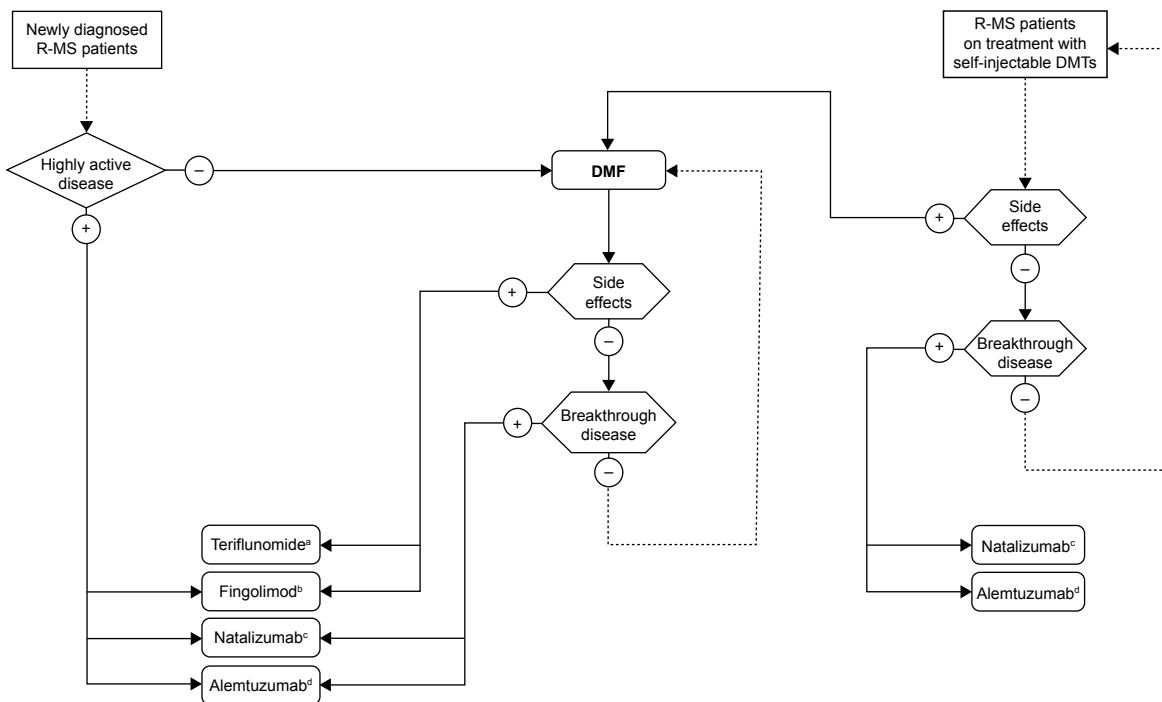 Newly diagnosed
R-MS patients
R-MS patients
on treatment with
self-injectable DMTs
Highly active
disease
–
DMF
+
+
Side
effects
–
+
Side
effects
–
+
Breakthrough
disease
–
+
Breakthrough
disease
–
Teriflunomideᵃ
Fingolimodᵇ
Natalizumabᶜ
Alemtuzumabᵈ
Natalizumabᶜ
Alemtuzumabᵈ